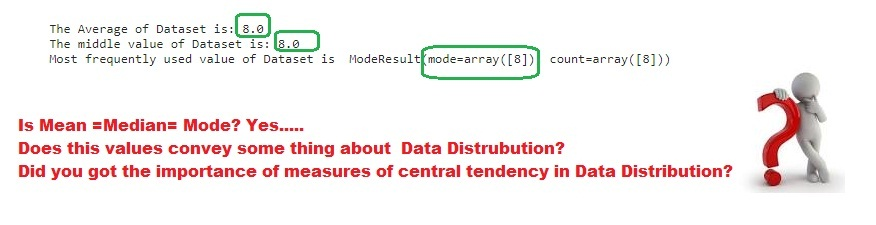 The Average of Dataset is: 8.0
The middle value of Dataset is: 8.0
Most frequently used value of Dataset is  ModeResult(mode=array([8]) count=array([8]))
Is Mean =Median= Mode? Yes.....
Does this values convey some thing about  Data Distrubution?
Did you got the importance of measures of central tendency in Data Distribution?